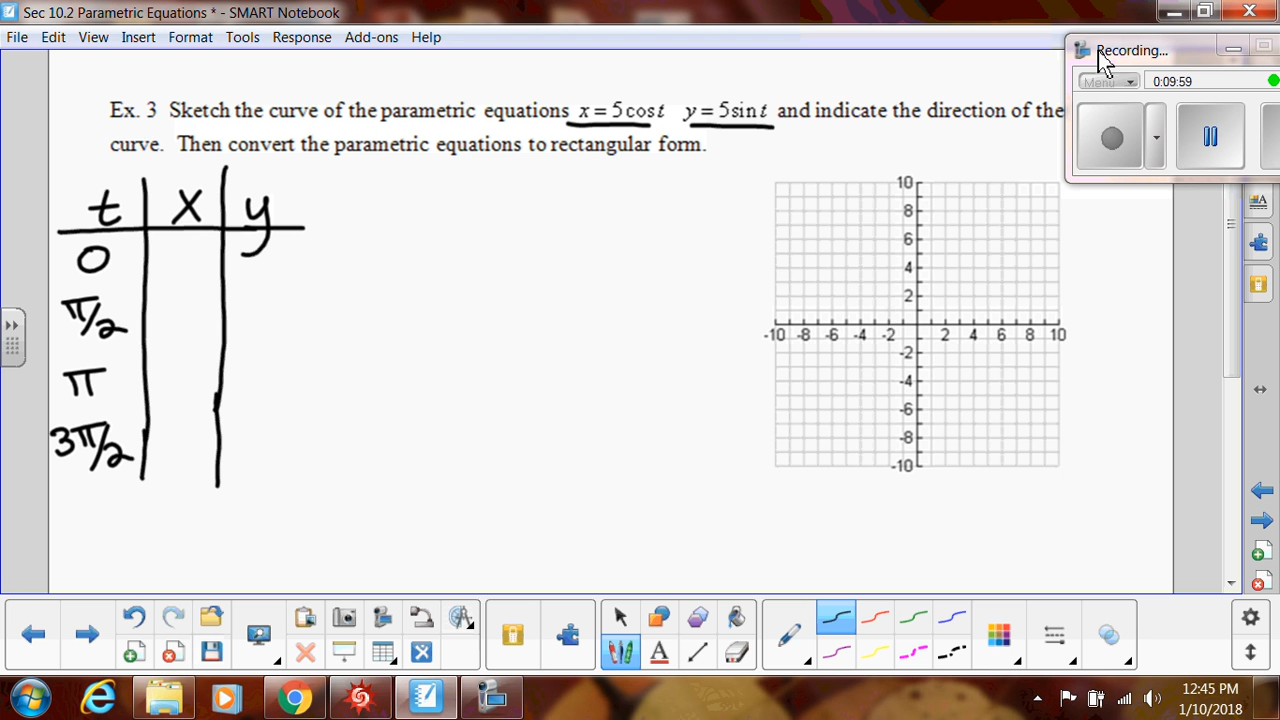 Sec 10.2 Parametric Equations * - SMART Notebook
File Edit View Insert Format Tools Response Add-ons Help
Recording...
Menu 0:09:59
Ex. 3 Sketch the curve of the parametric equations x = 5cost y = 5sint and indicate the direction of the
curve. Then convert the parametric equations to rectangular form.
t x y
0
π/2
π
3π/2
10
8
6
4
2
-10 -8 -6 -4 -2 2 4 6 8 10
-2
-4
-6
-8
-10
A
12:45 PM
1/10/2018